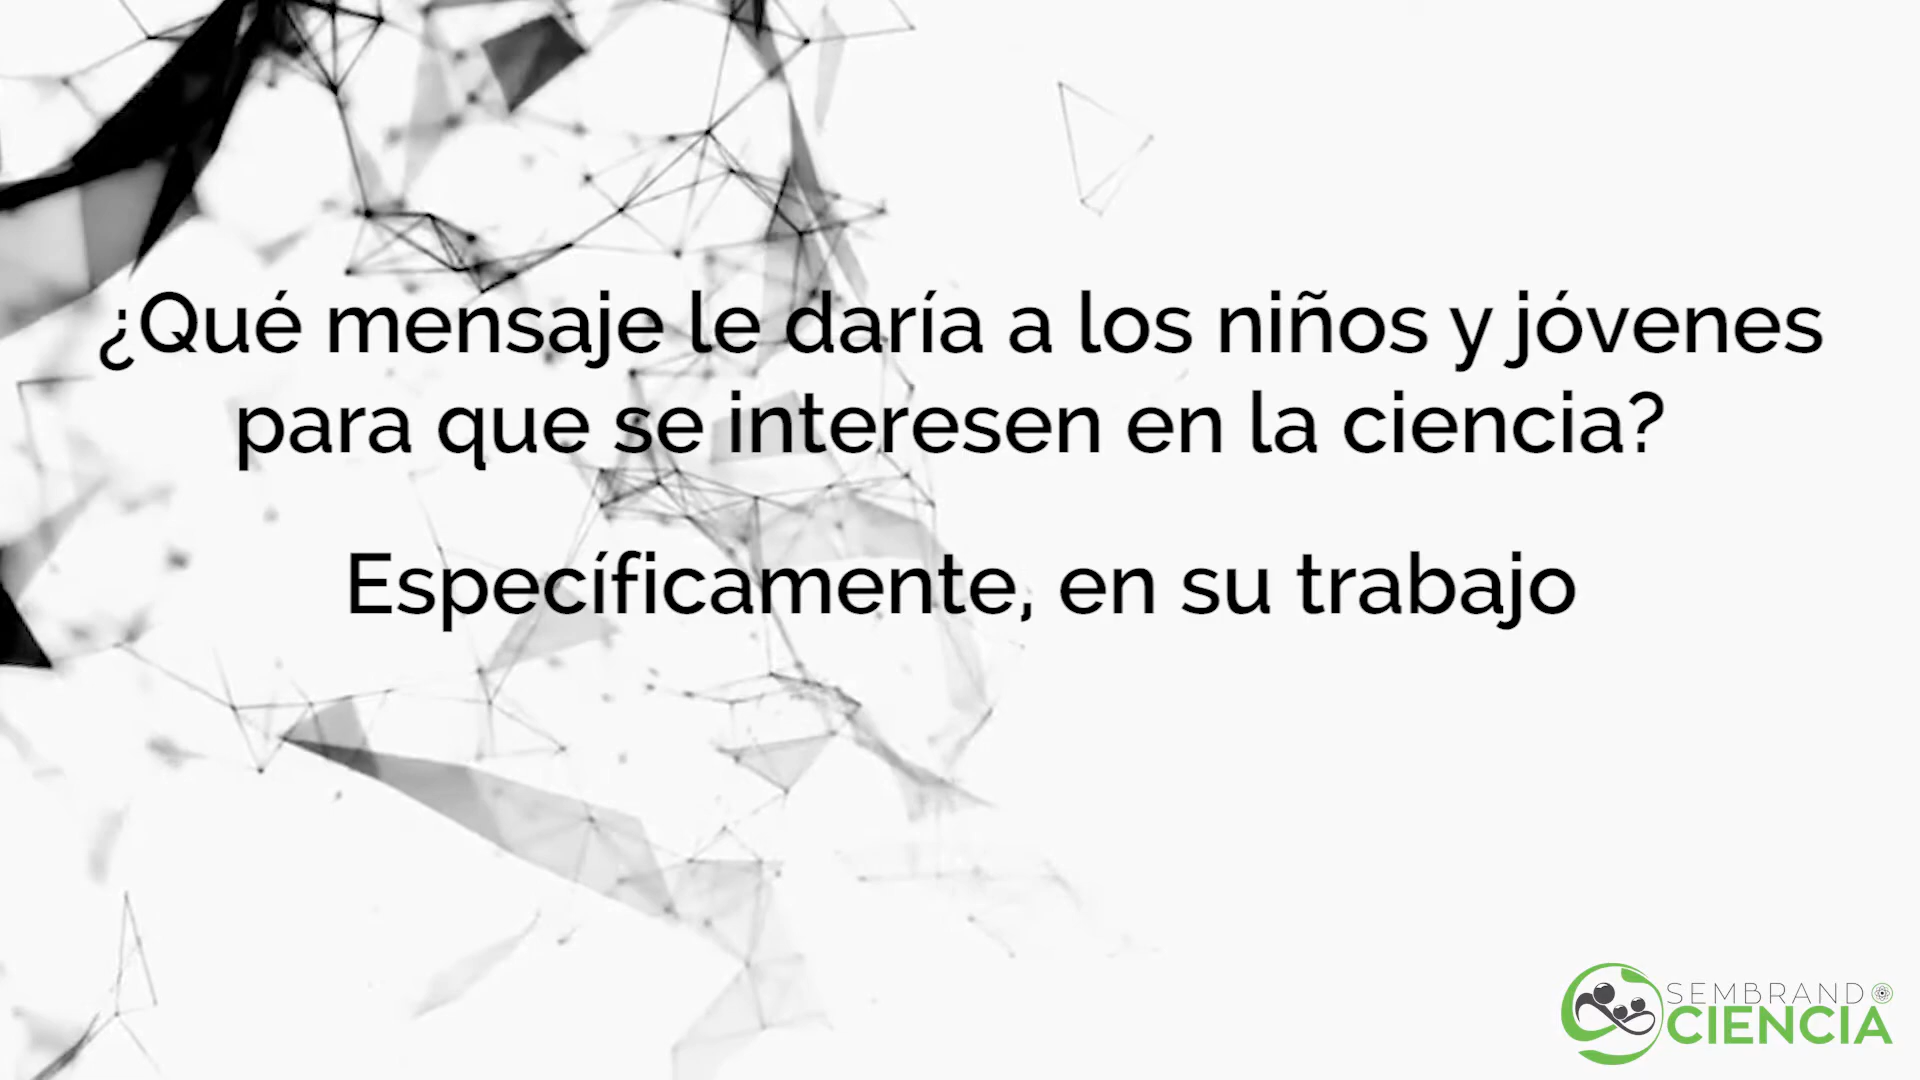 ¿Qué mensaje le daría a los niños y jóvenes
para que se interesen en la ciencia?
Específicamente, en su trabajo
SEMBRANDO
CIENCIA